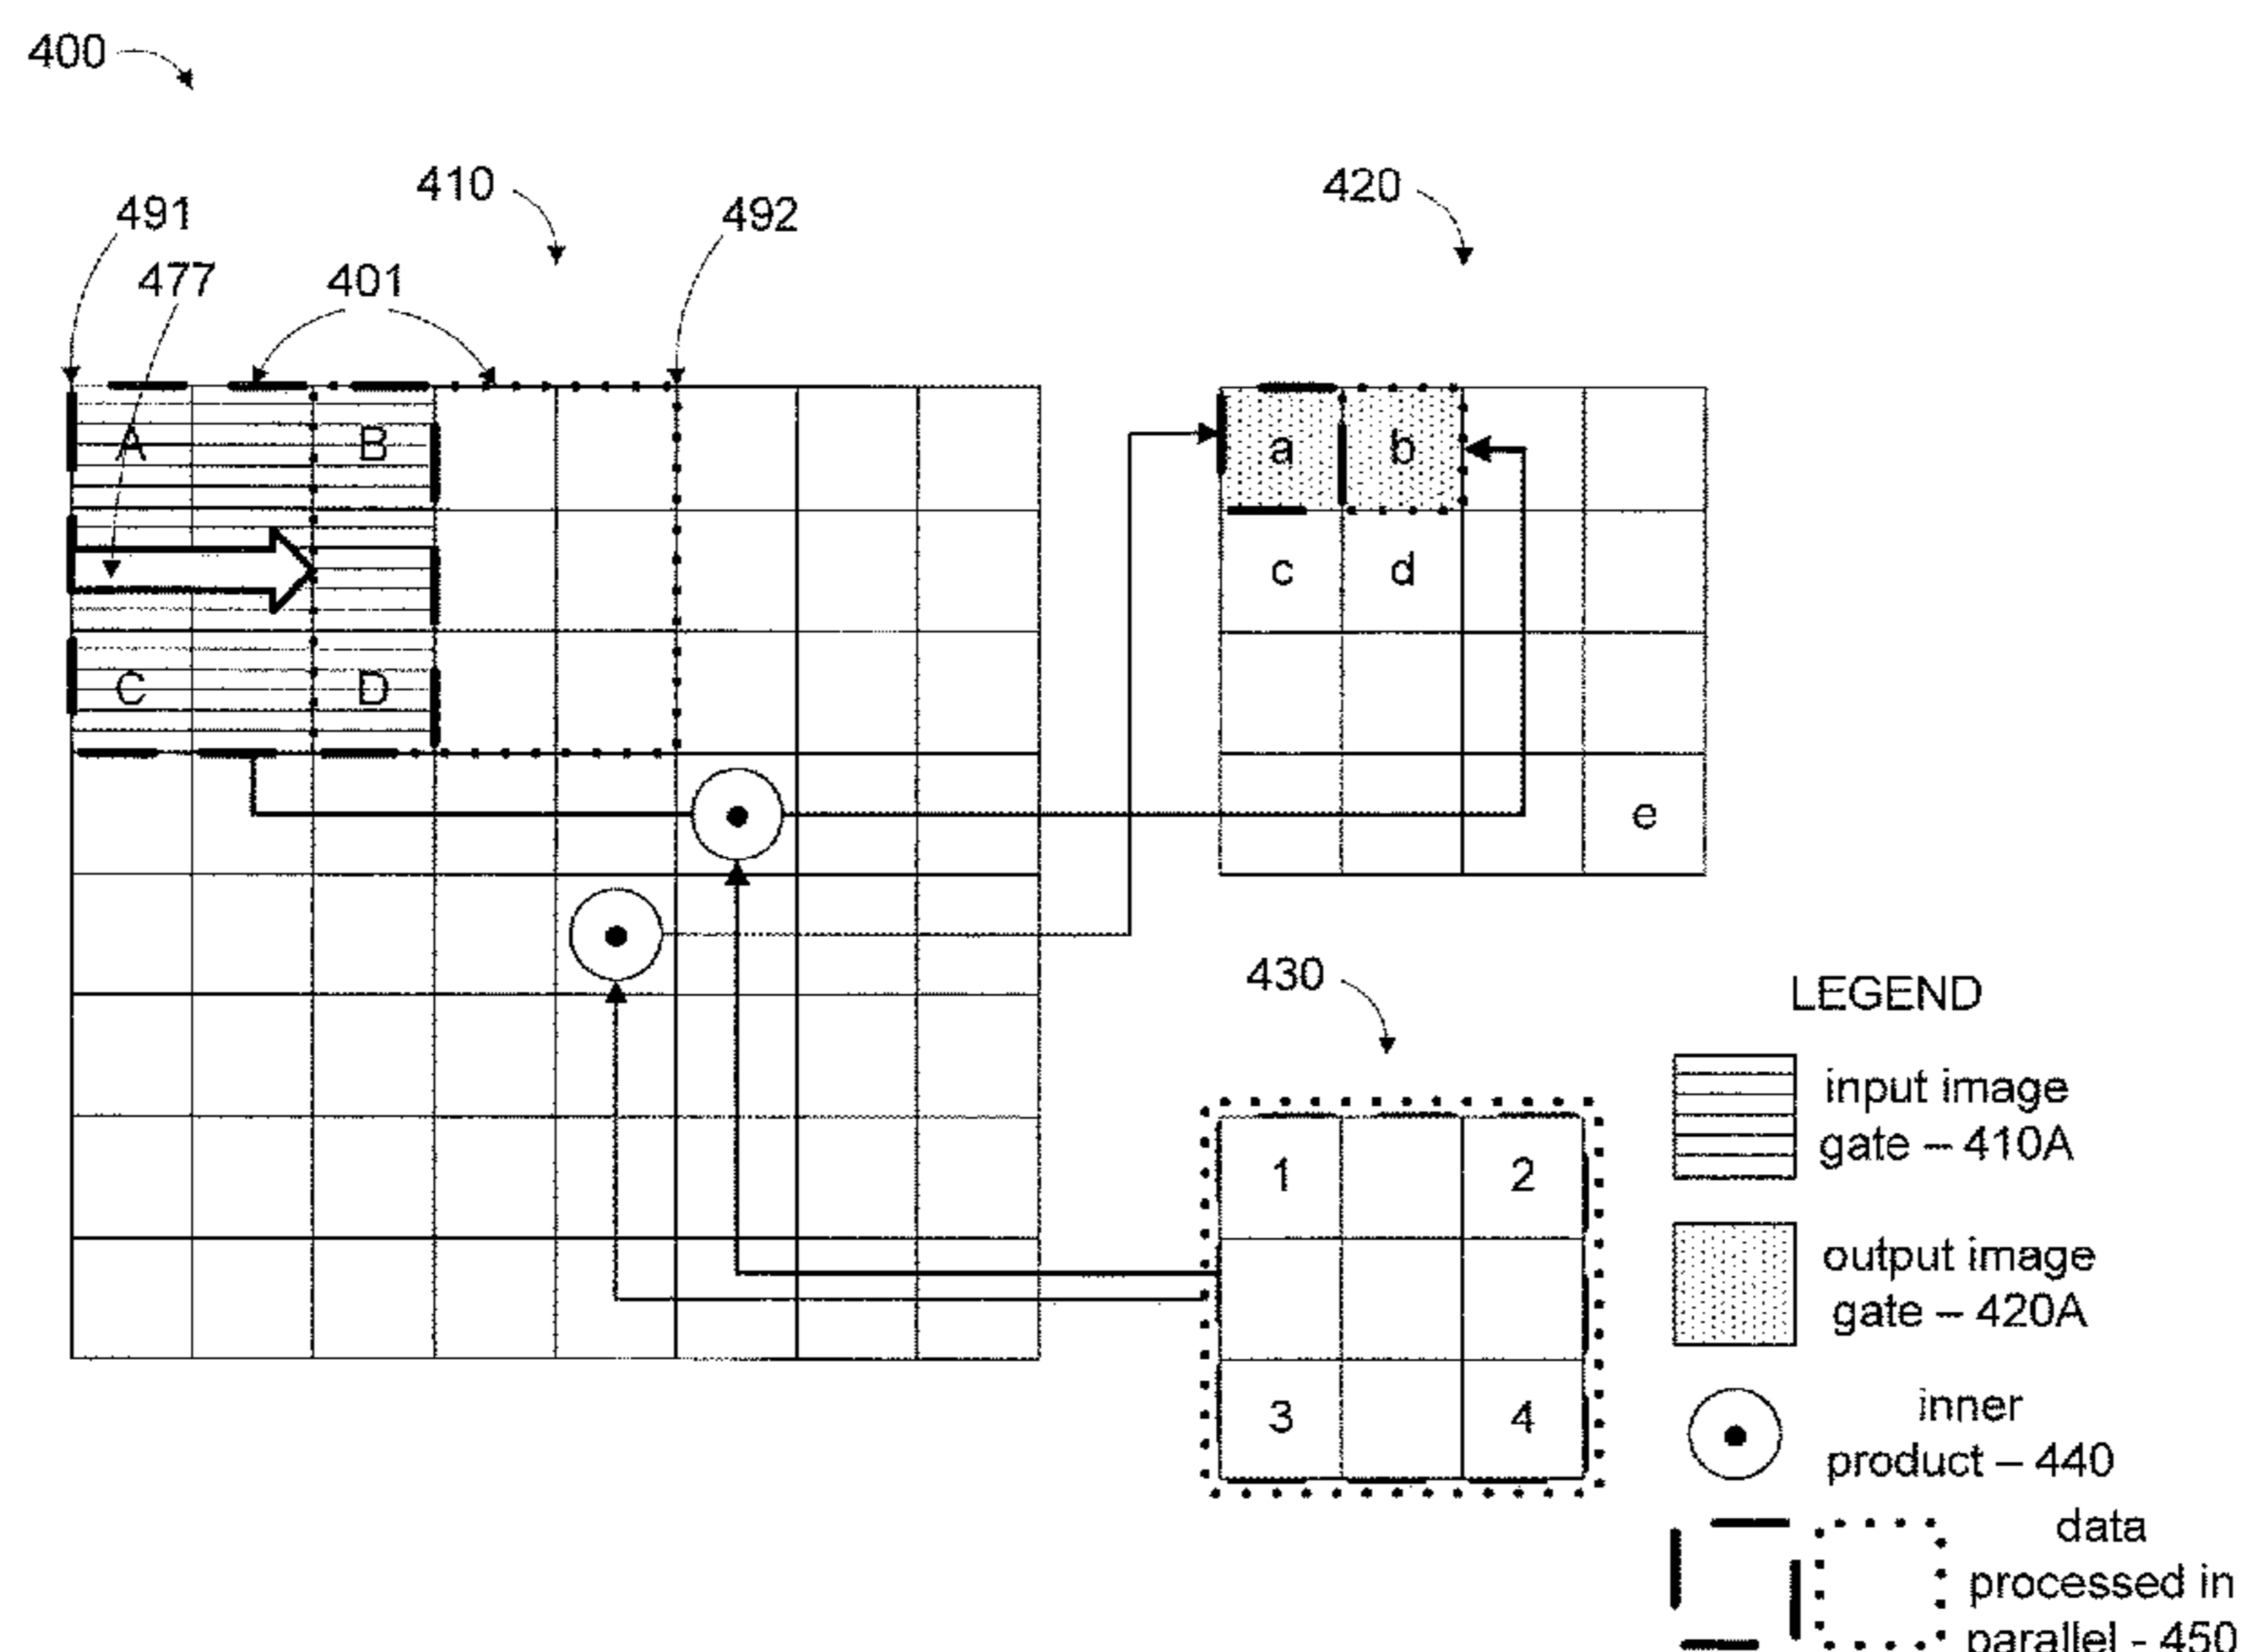 400
410
420
491
492
477
401
A
B
a
b
c
d
C
D
e
430
LEGEND
input image
gate – 410A
1
2
output image
gate – 420A
3
4
inner
product – 440
data
processed in
parallel - 450